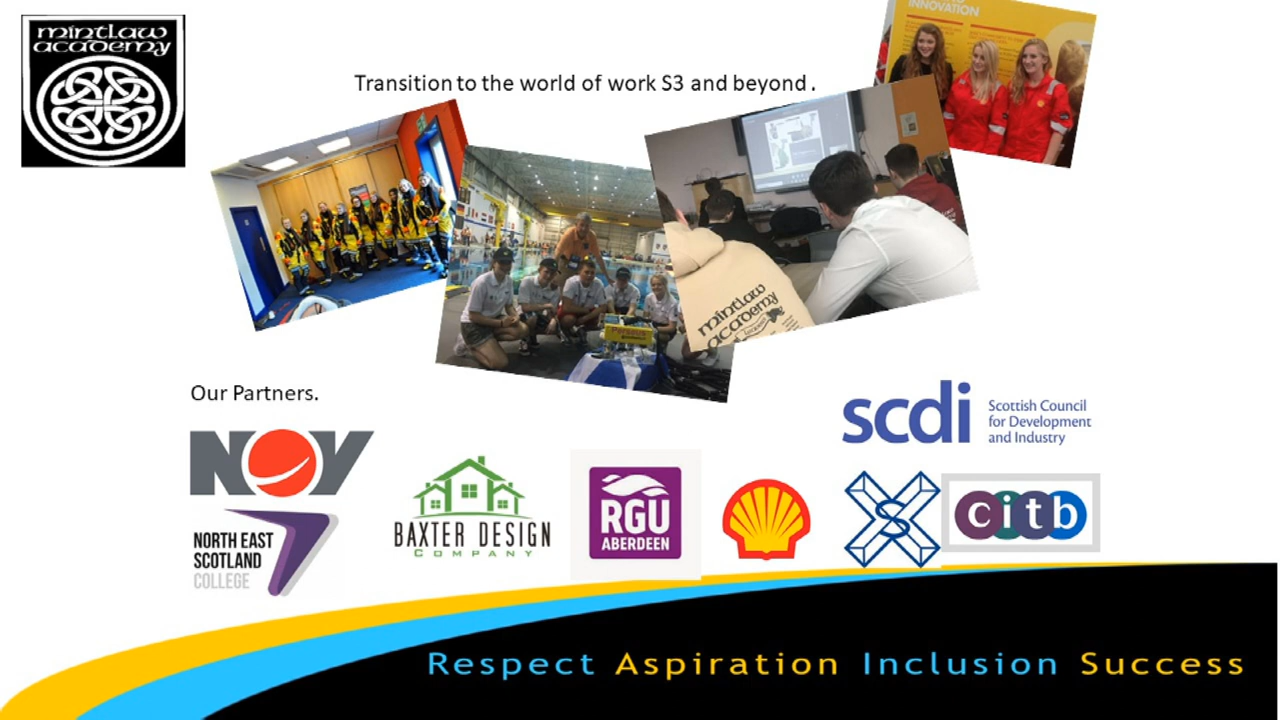 mintlaw
academy
INNOVATION
Transition to the world of work S3 and beyond .
mintlaw
academy
Our Partners.
scdi
Scottish Council
for Development
and Industry
NOV
NORTH EAST
SCOTLAND
COLLEGE
BAXTER DESIGN
COMPANY
RGU
ABERDEEN
S
citb
Respect Aspiration Inclusion Success